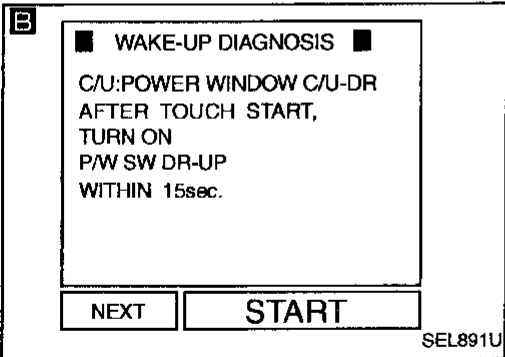 B
WAKE-UP DIAGNOSIS
C/U:POWER WINDOW C/U-DR
AFTER TOUCH START,
TURN ON
P/W SW DR-UP
WITHIN 15sec.
NEXT START
SEL891U